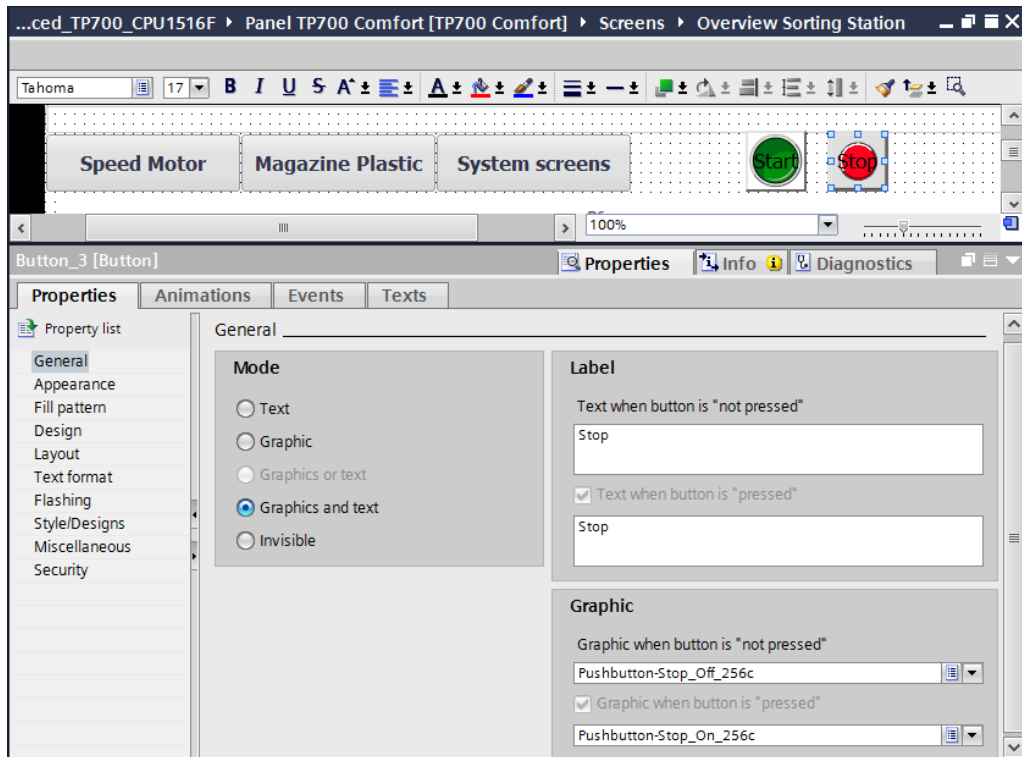 ...ced_TP700_CPU1516F ▸ Panel TP700 Comfort [TP700 Comfort] ▸ Screens ▸ Overview Sorting Station
Tahoma 17 B I U S A A
Speed Motor Magazine Plastic System screens Start Stop
100%
Button_3 [Button] Properties Info Diagnostics
Properties Animations Events Texts
Property list
General
Appearance
Fill pattern
Design
Layout
Text format
Flashing
Style/Designs
Miscellaneous
Security
General
Mode
Text
Graphic
Graphics or text
Graphics and text
Invisible
Label
Text when button is "not pressed"
Stop
Text when button is "pressed"
Stop
Graphic
Graphic when button is "not pressed"
Pushbutton-Stop_Off_256c
Graphic when button is "pressed"
Pushbutton-Stop_On_256c